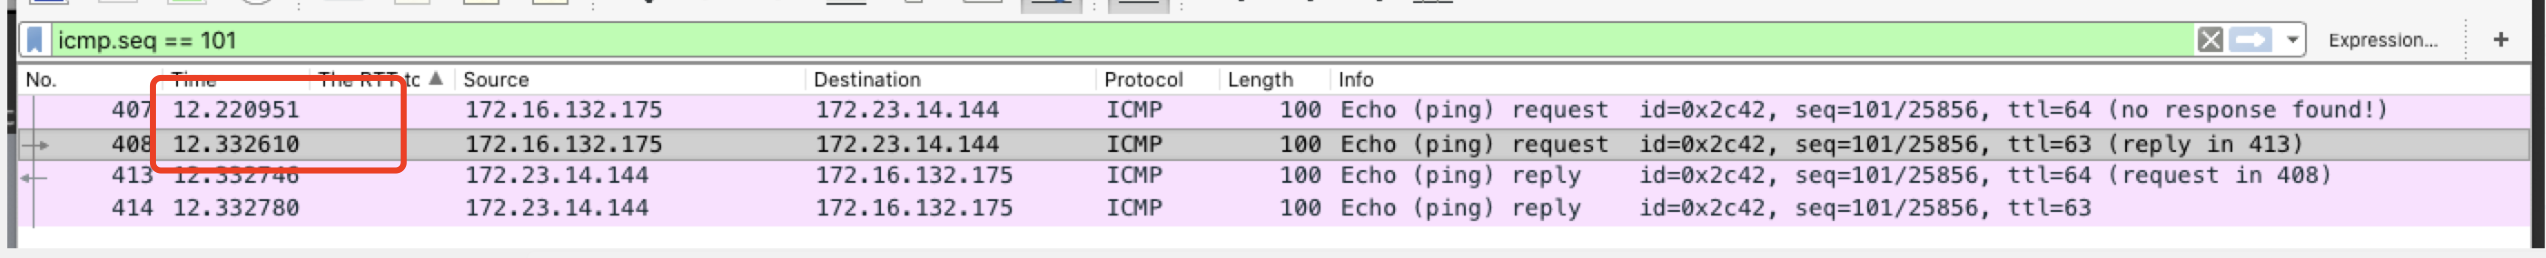 icmp.seq == 101 Expression... +
No. Time The RTT tc Source Destination Protocol Length Info
407 12.220951 172.16.132.175 172.23.14.144 ICMP 100 Echo (ping) request id=0x2c42, seq=101/25856, ttl=64 (no response found!)
408 12.332610 172.16.132.175 172.23.14.144 ICMP 100 Echo (ping) request id=0x2c42, seq=101/25856, ttl=63 (reply in 413)
413 12.332746 172.23.14.144 172.16.132.175 ICMP 100 Echo (ping) reply id=0x2c42, seq=101/25856, ttl=64 (request in 408)
414 12.332780 172.23.14.144 172.16.132.175 ICMP 100 Echo (ping) reply id=0x2c42, seq=101/25856, ttl=63